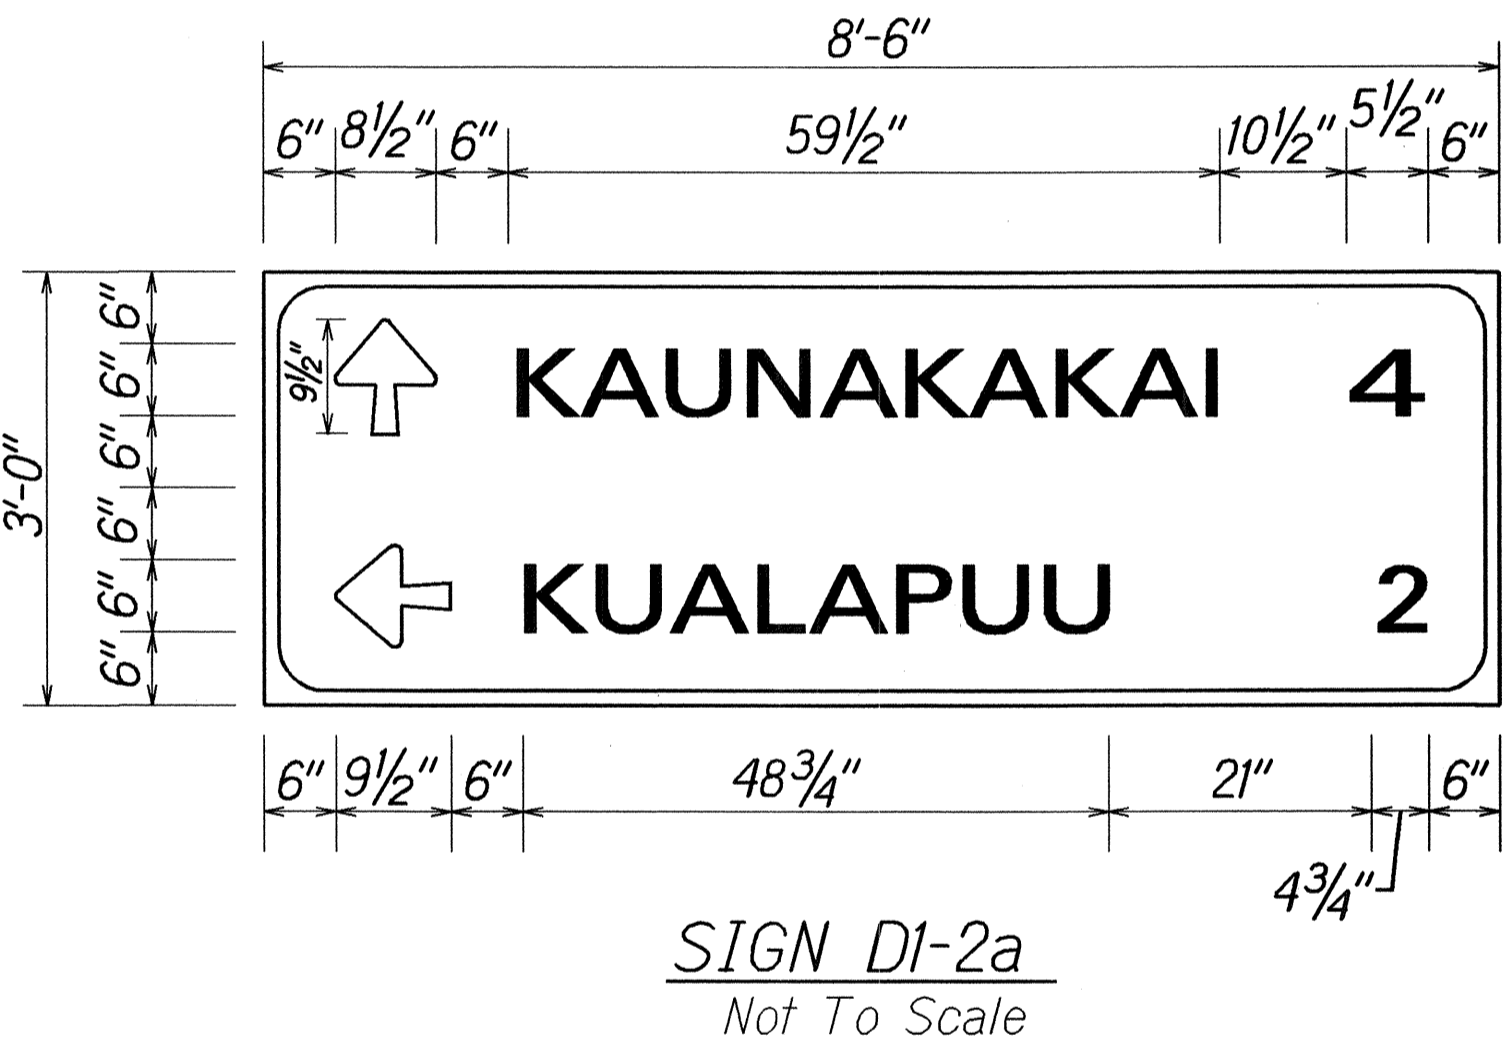 8'-6"
6" 8½" 6" 59½" 10½" 5½" 6"
3'-0"
6"
6"
6"
6"
6"
6"
9½"
KAUNAKAKAI 4
KUALAPUU 2
6" 9½" 6" 48¾" 21" 6"
4¾"
SIGN D1-2a
Not To Scale